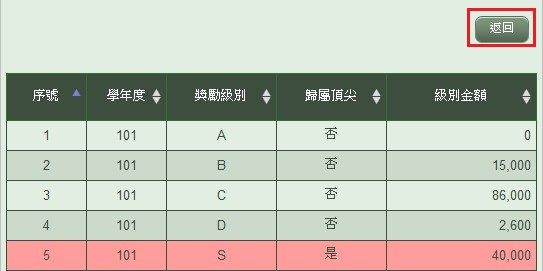 返回
序號 學年度 獎勵級別 歸屬頂尖 級別金額
1 101 A 否 0
2 101 B 否 15,000
3 101 C 否 86,000
4 101 D 否 2,600
5 101 S 是 40,000